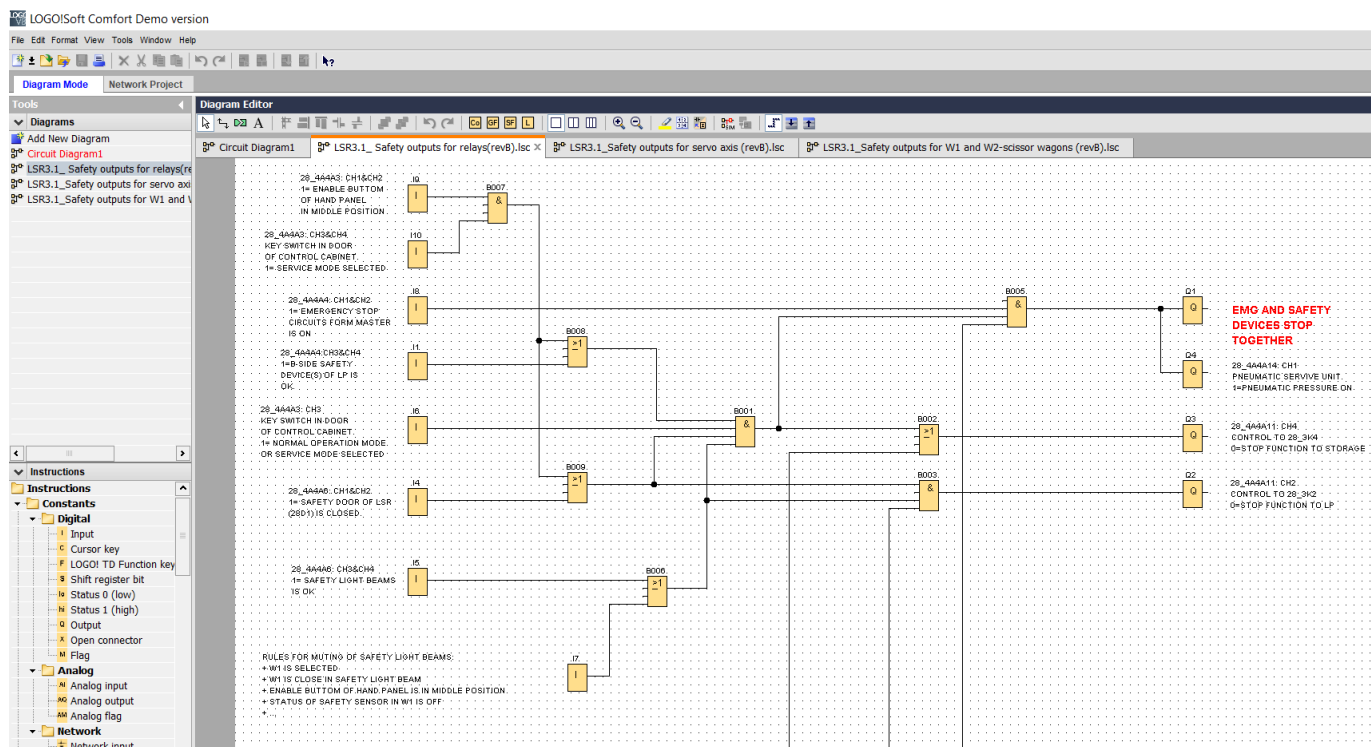 LOGO!Soft Comfort Demo version
File Edit Format View Tools Window Help
Diagram Mode Network Project
Tools
Diagram Editor
Diagrams
Add New Diagram
Circuit Diagram1
LSR3.1_ Safety outputs for relays(re
LSR3.1_Safety outputs for servo axi
LSR3.1_Safety outputs for W1 and W
Circuit Diagram1
LSR3.1_ Safety outputs for relays(revB).lsc
LSR3.1_Safety outputs for servo axis (revB).lsc
LSR3.1_Safety outputs for W1 and W2-scissor wagons (revB).lsc
Instructions
Instructions
Constants
Digital
I Input
C Cursor key
F LOGO! TD Function key
S Shift register bit
lo Status 0 (low)
hi Status 1 (high)
Q Output
X Open connector
M Flag
Analog
AI Analog input
AQ Analog output
AM Analog flag
Network
Network input
A
Co GF SF L
28_4A4A3: CH1&CH2
1= ENABLE BUTTON
OF HAND PANEL
IN MIDDLE POSITION
I9
I
B007
&
28_4A4A3: CH3&CH4
KEY SWITCH IN DOOR
OF CONTROL CABINET.
1= SERVICE MODE SELECTED
I10
I
28_4A4A4: CH1&CH2
1= EMERGENCY STOP
CIRCUITS FORM MASTER
IS ON
I8
I
B005
&
Q1
Q
EMG AND SAFETY
DEVICES STOP
TOGETHER
28_4A4A4:CH3&CH4
1=B-SIDE SAFETY
DEVICE(S) OF LP IS
OK.
I1
I
B008
>1
Q4
Q
28_4A4A14: CH1
PNEUMATIC SERVIVE UNIT.
1=PNEUMATIC PRESSURE ON
28_4A4A3: CH3
KEY SWITCH IN DOOR
OF CONTROL CABINET.
1= NORMAL OPERATION MODE
OR SERVICE MODE SELECTED
I6
I
B001
&
B002
>1
Q3
Q
28_4A4A11: CH4
CONTROL TO 28_3K4
0=STOP FUNCTION TO STORAGE
28_4A4A6: CH1&CH2
1= SAFETY DOOR OF LSR
(28D1) IS CLOSED.
I4
I
B009
>1
B003
&
Q2
Q
28_4A4A11: CH2
CONTROL TO 28_3K2
0=STOP FUNCTION TO LP
28_4A4A6: CH3&CH4
1= SAFETY LIGHT BEAMS
IS OK
I5
I
B006
>1
I7
I
RULES FOR MUTING OF SAFETY LIGHT BEAMS:
+ W1 IS SELECTED
+ W1 IS CLOSE IN SAFETY LIGHT BEAM
+ ENABLE BUTTON OF HAND PANEL IS IN MIDDLE POSITION
+ STATUS OF SAFETY SENSOR IN W1 IS OFF
+ ...